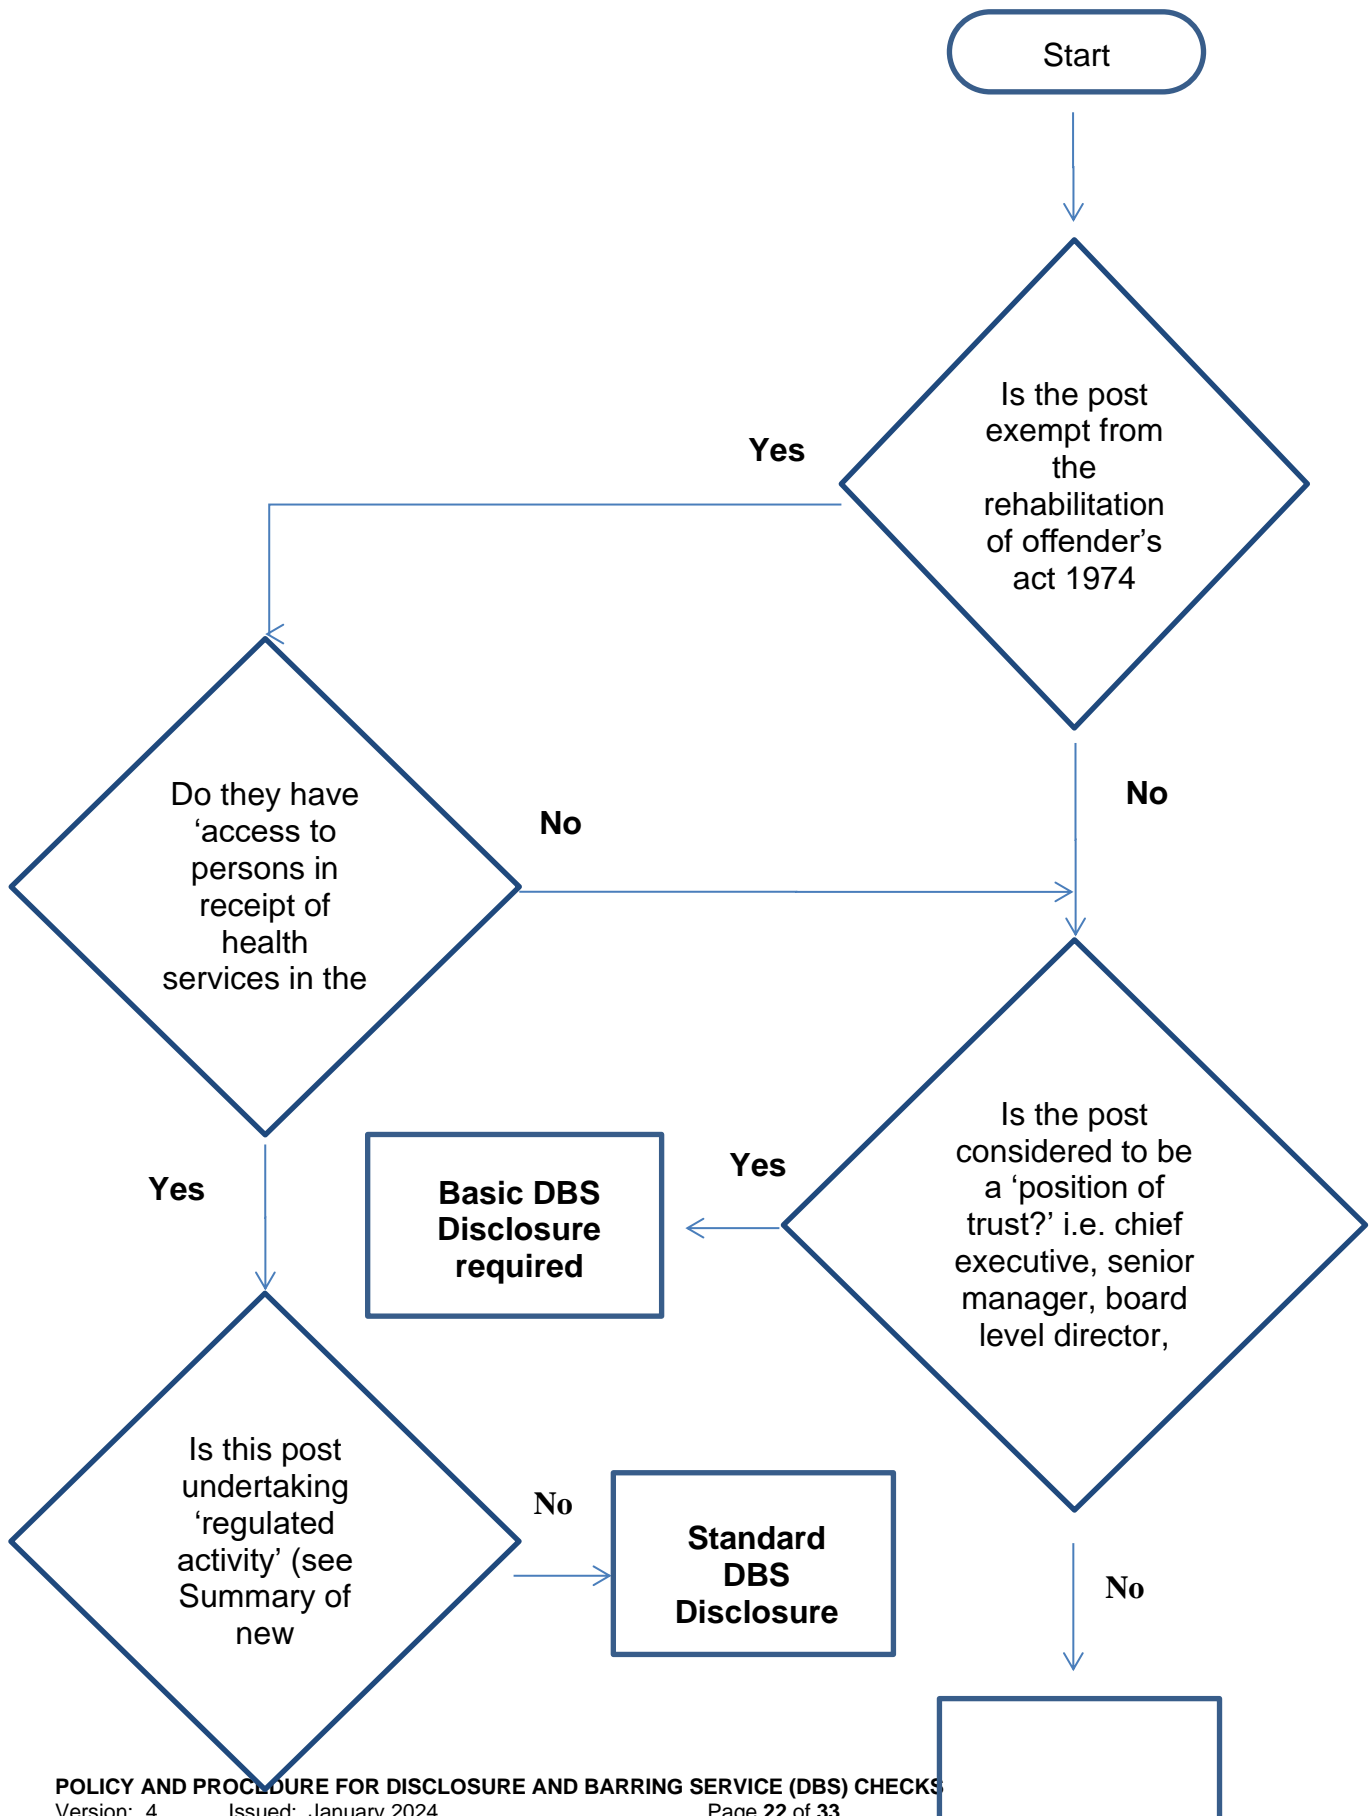 Start
Is the post
exempt from
the
rehabilitation
of offender’s
act 1974
Yes
No
Do they have
‘access to
persons in
receipt of
health
services in the
No
Yes
Is the post
considered to be
a ‘position of
trust?’ i.e. chief
executive, senior
manager, board
level director,
Yes
Basic DBS
Disclosure
required
No
Is this post
undertaking
‘regulated
activity’ (see
Summary of
new
No
Standard
DBS
Disclosure
POLICY AND PROCEDURE FOR DISCLOSURE AND BARRING SERVICE (DBS) CHECKS
Version: 4 Issued: January 2024 Page 22 of 33